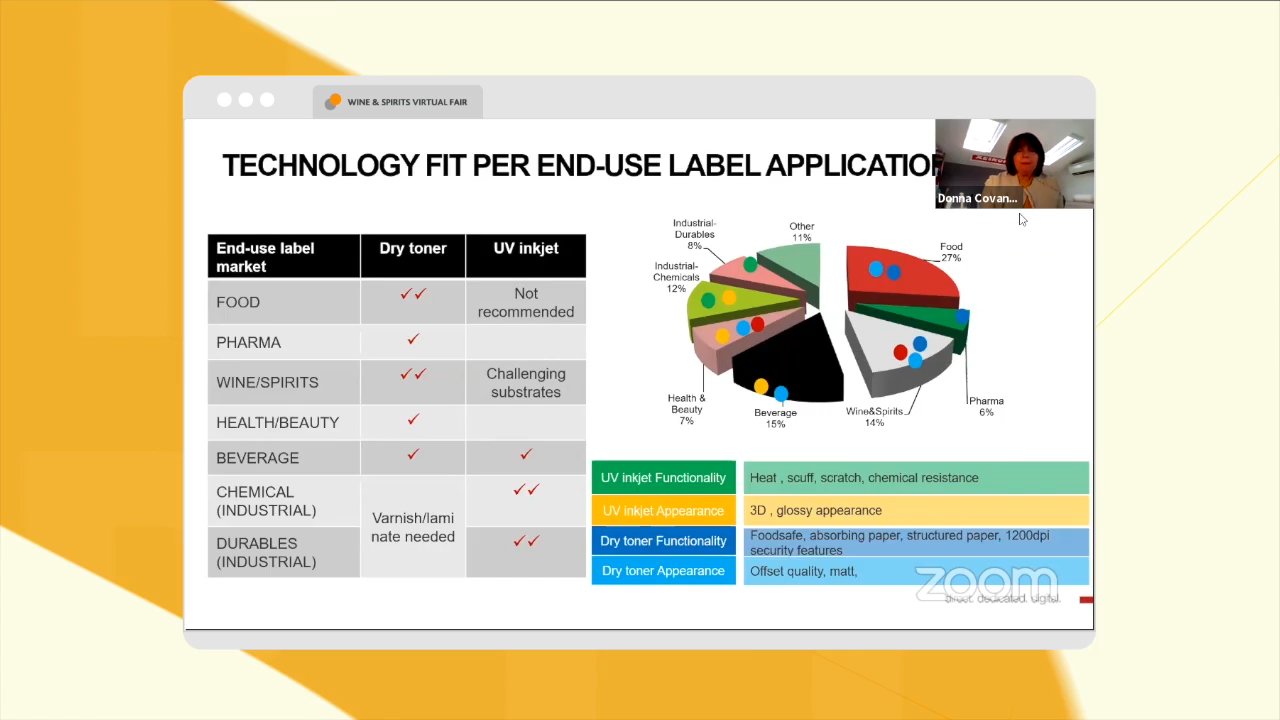 WINE & SPIRITS VIRTUAL FAIR
TECHNOLOGY FIT PER END-USE LABEL APPLICATION
Donna Covan...
End-use label market
Dry toner
UV inkjet
FOOD
✓✓
Not recommended
PHARMA
✓
WINE/SPIRITS
✓✓
Challenging substrates
HEALTH/BEAUTY
✓
BEVERAGE
✓
✓
CHEMICAL (INDUSTRIAL)
Varnish/lami nate needed
✓✓
DURABLES (INDUSTRIAL)
✓✓
Industrial-Durables 8%
Other 11%
Food 27%
Industrial-Chemicals 12%
Health & Beauty 7%
Beverage 15%
Wine&Spirits 14%
Pharma 6%
UV inkjet Functionality
Heat , scuff, scratch, chemical resistance
UV inkjet Appearance
3D , glossy appearance
Dry toner Functionality
Foodsafe, absorbing paper, structured paper, 1200dpi
security features
Dry toner Appearance
Offset quality, matt,
zoom
direct. dedicated. digital.